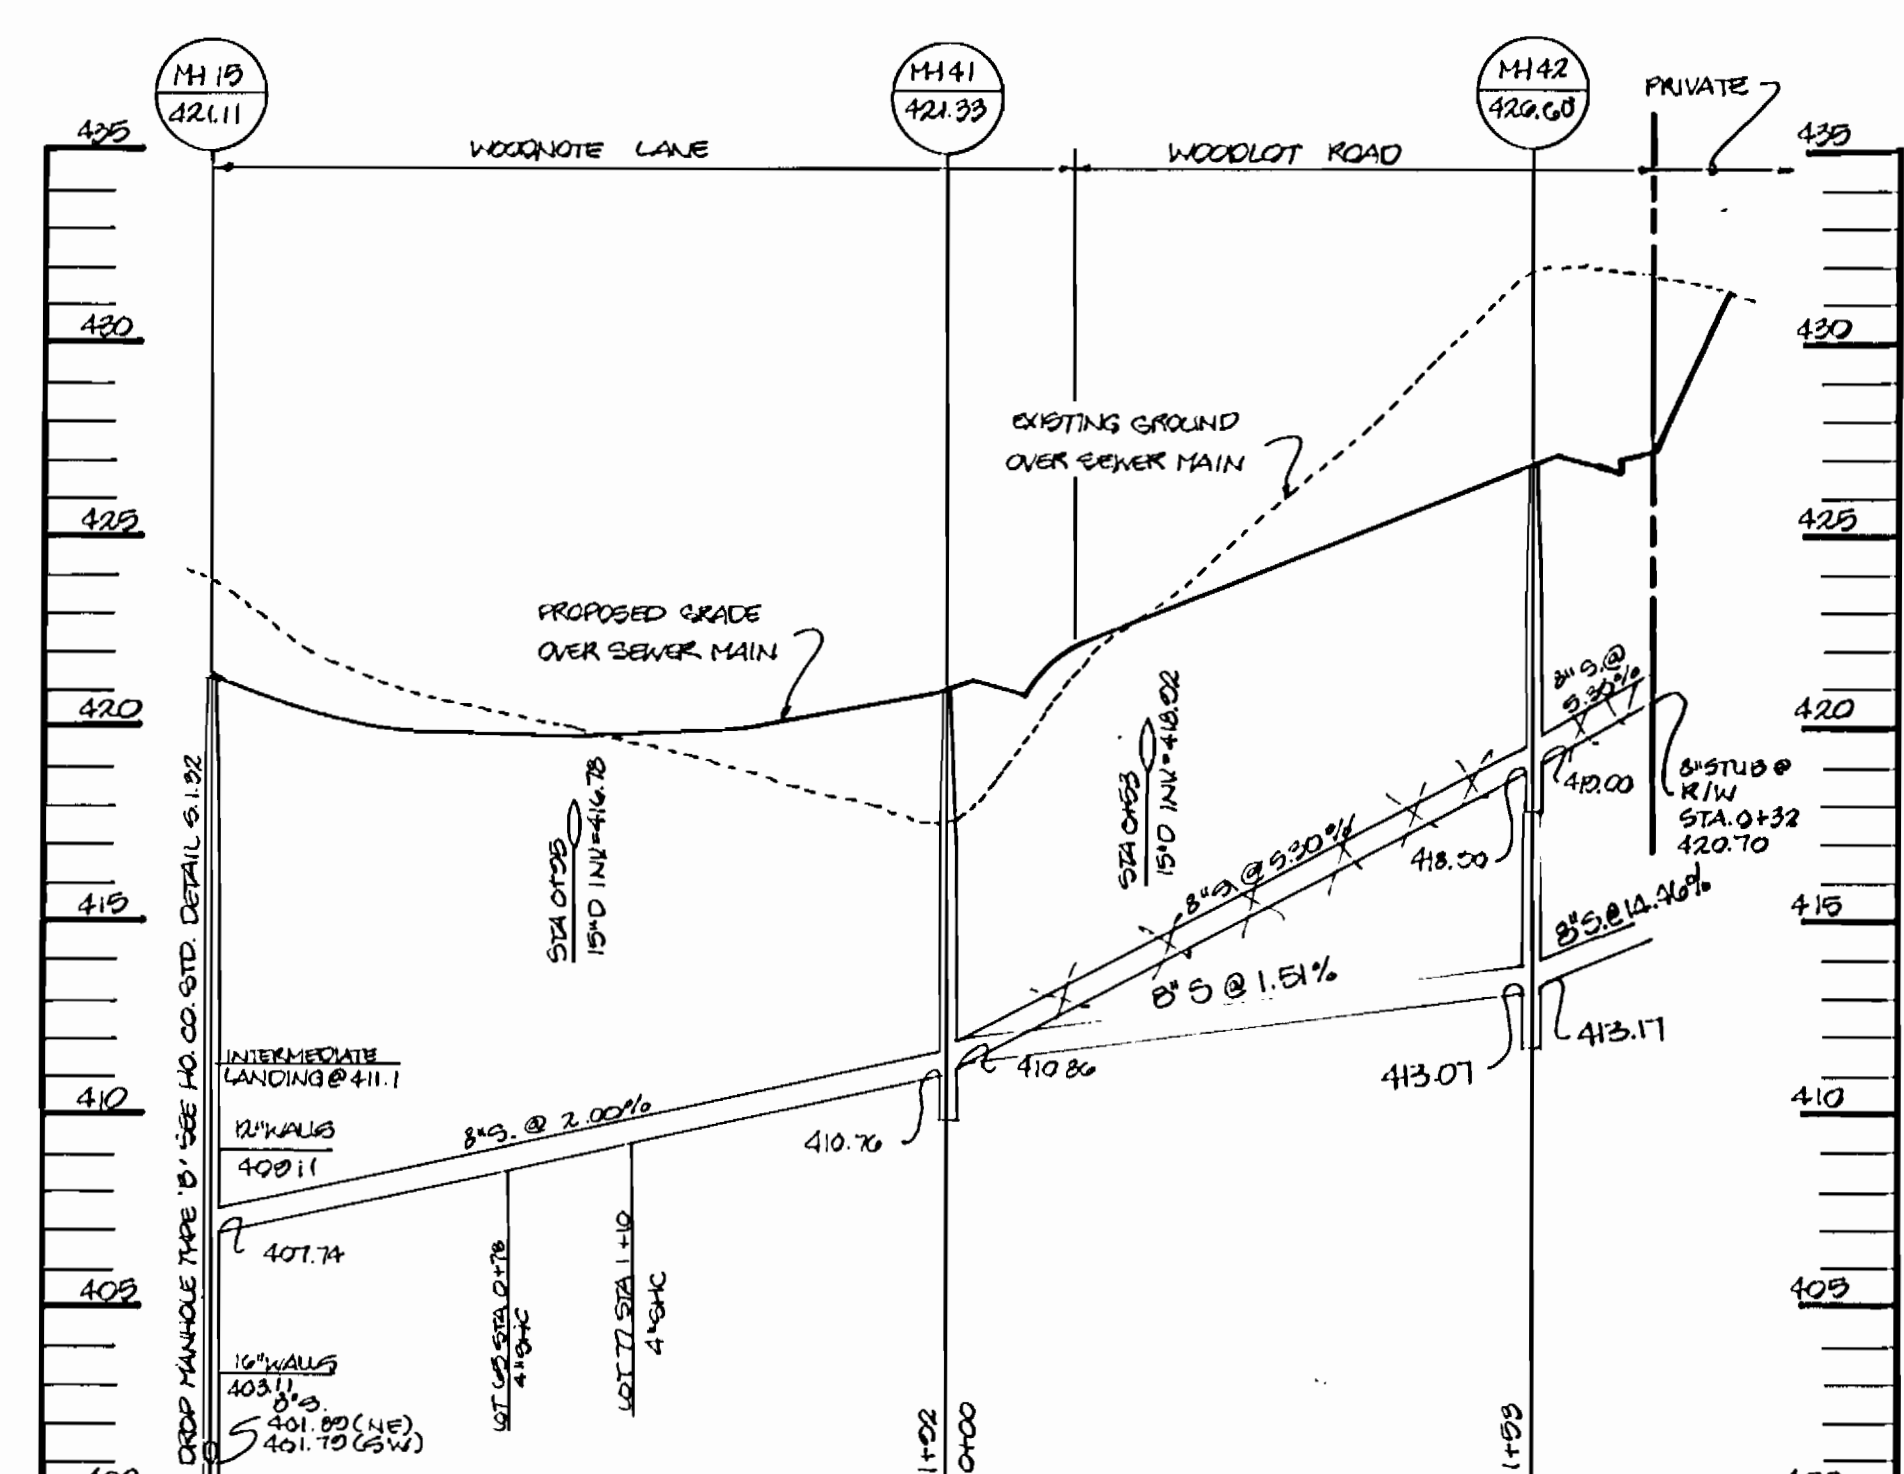 MH 15
421.11
MH 41
421.33
MH 42
426.60
PRIVATE
435
WOODNOTE LANE
WOODLOT ROAD
435
430
430
EXISTING GROUND
OVER SEWER MAIN
425
425
PROPOSED GRADE
OVER SEWER MAIN
420
420
8" S. @
5.30%
8" STUB @
R/W
STA. 0+32
420.70
419.00
418.50
STA 0+55
15"D INV=416.78
STA 0+53
15"D INV=418.02
8" S. @ 5.30%
415
415
8" S. @ 14.76%
8" S @ 1.51%
413.17
413.07
DROP MANHOLE TYPE 'B' SEE HO. CO. STD. DETAIL S.1.32
INTERMEDIATE
LANDING @ 411.1
410
410
410.86
410.76
8" S. @ 2.00%
12" WALLS
409.11
407.74
405
405
LOT 65 STA 0+78
4" SHC
LOT 77 STA 1+10
4" SHC
16" WALLS
403.11
8" S.
401.89 (NE)
401.79 (SW)
1+52
0+00
1+53